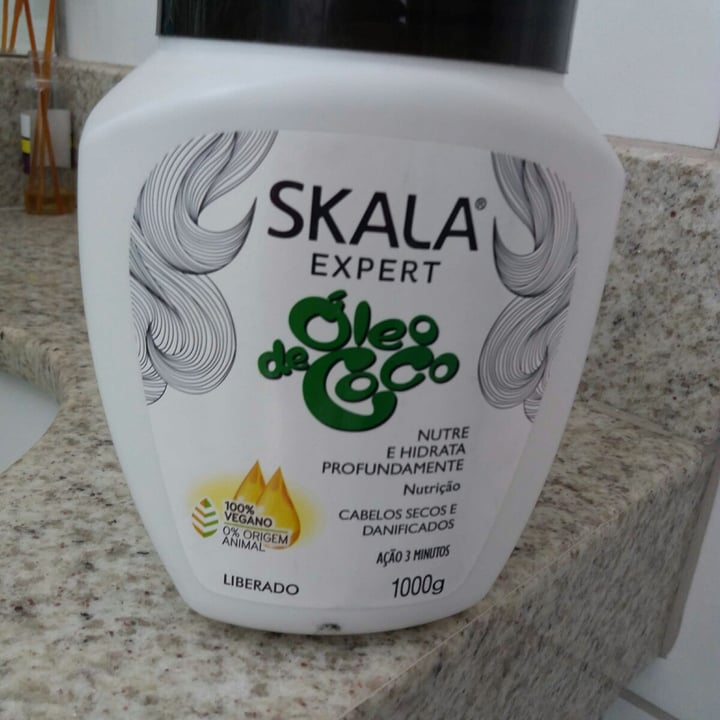 SKALA®
EXPERT
Óleo
de Coco
NUTRE
E HIDRATA
PROFUNDAMENTE
Nutrição
CABELOS SECOS E
DANIFICADOS
AÇÃO 3 MINUTOS
100%
VEGANO
0% ORIGEM
ANIMAL
LIBERADO
1000g